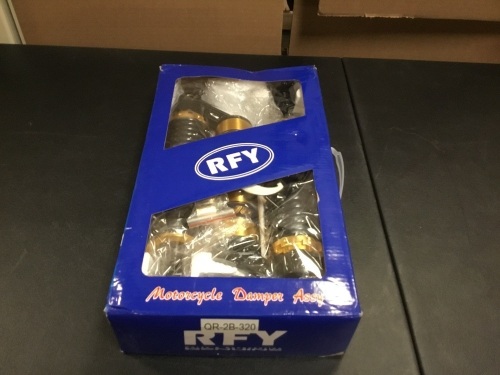 RFY
Motorcycle Damper Assy
QR-2B-320
RFY